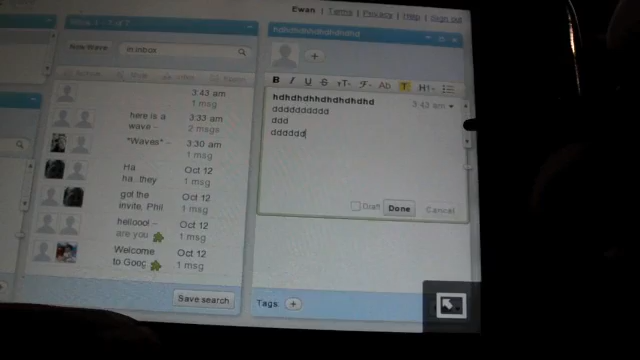 Ewan | Terms | Privacy | Help | Sign out
New Wave
in:inbox
3:43 am
1 msg
here is a
wave –
3:33 am
2 msgs
"Waves" –
3:30 am
1 msg
Ha
ha, they
Oct 12
1 msg
got the
invite, Phil
Oct 12
1 msg
helloool –
are you
Oct 12
1 msg
Welcome
to Goog
Oct 12
1 msg
Save search
B I U S
hdhdhdhhdhdhdhdhd
3:43 am
dddddddddd
ddd
dddddd
Draft Done Cancel
Tags: +